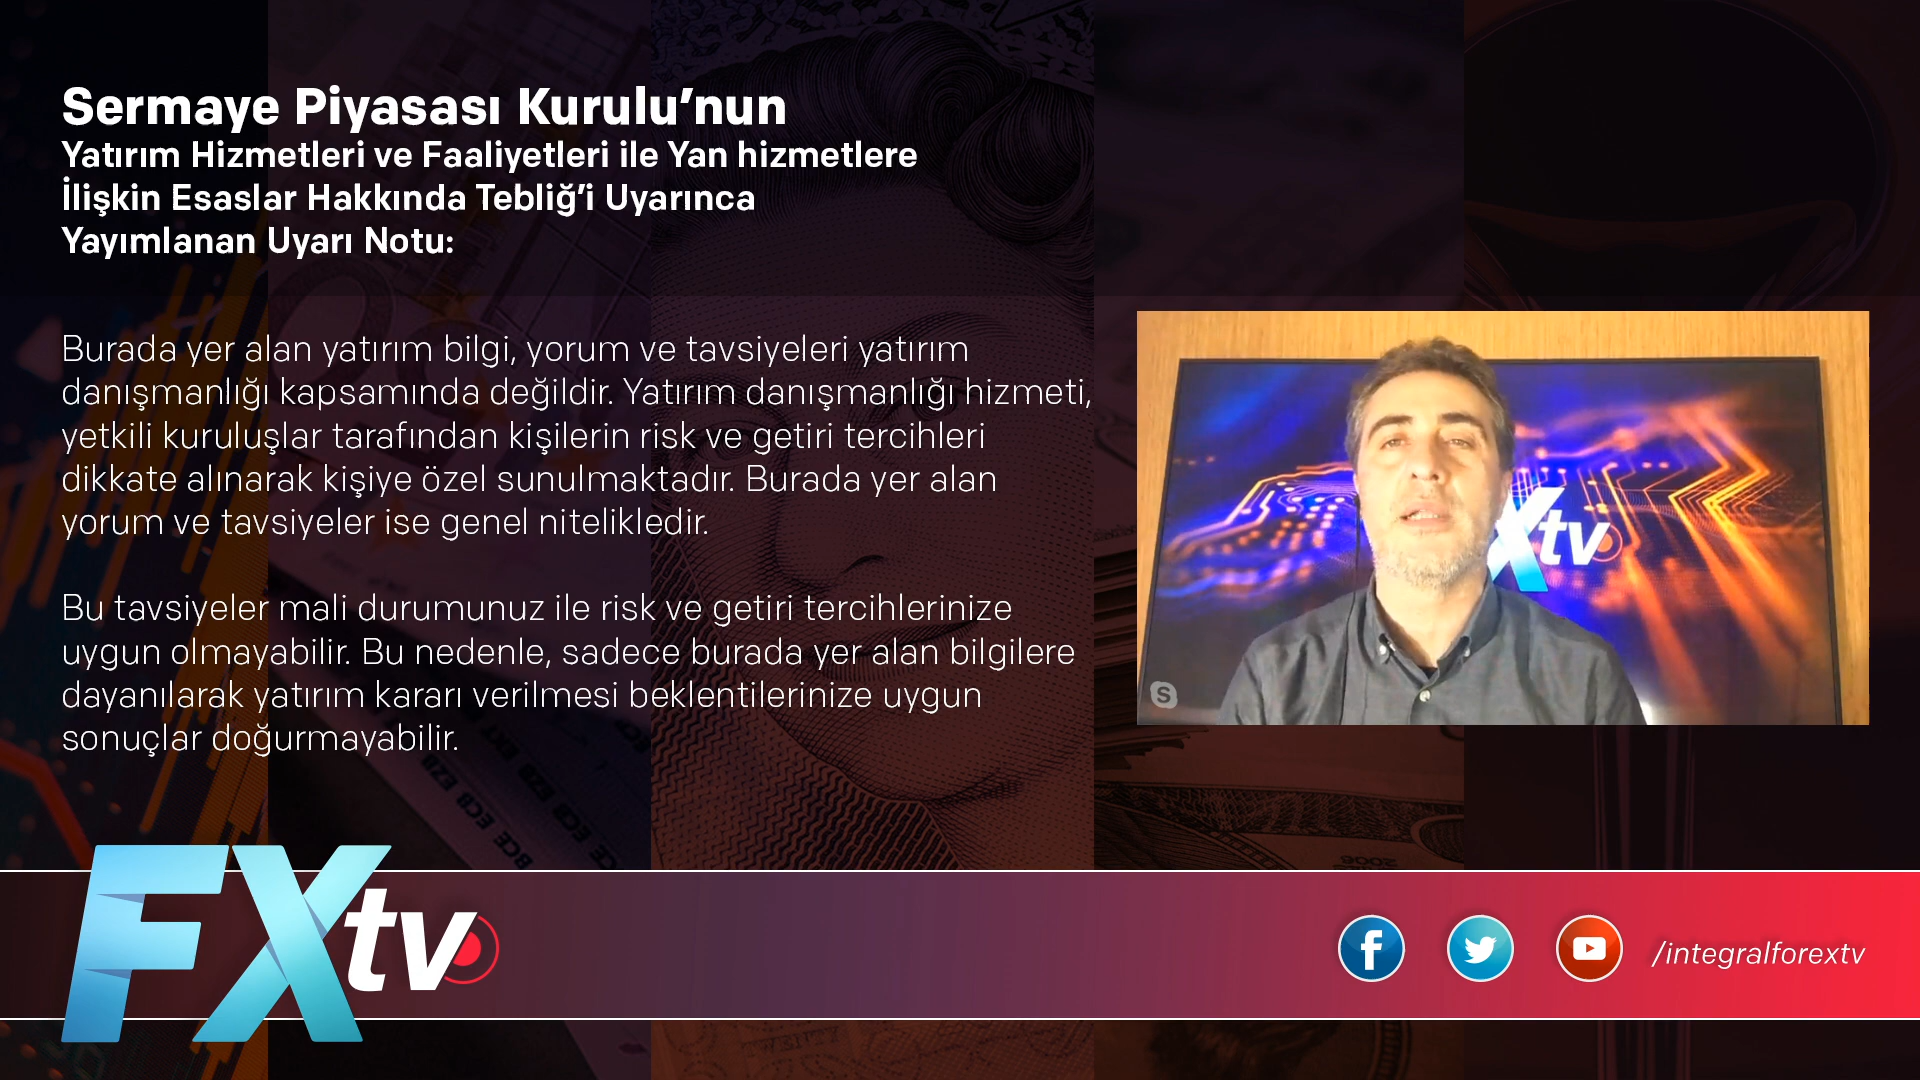 Sermaye Piyasası Kurulu’nun
Yatırım Hizmetleri ve Faaliyetleri ile Yan hizmetlere
İlişkin Esaslar Hakkında Tebliğ’i Uyarınca
Yayımlanan Uyarı Notu:
Burada yer alan yatırım bilgi, yorum ve tavsiyeleri yatırım
danışmanlığı kapsamında değildir. Yatırım danışmanlığı hizmeti,
yetkili kuruluşlar tarafından kişilerin risk ve getiri tercihleri
dikkate alınarak kişiye özel sunulmaktadır. Burada yer alan
yorum ve tavsiyeler ise genel niteliktedir.
Bu tavsiyeler mali durumunuz ile risk ve getiri tercihlerinize
uygun olmayabilir. Bu nedenle, sadece burada yer alan bilgilere
dayanılarak yatırım kararı verilmesi beklentilerinize uygun
sonuçlar doğurmayabilir.
Xtv
S
BCE ECB EZB EKT
FXtv
/integralforextv